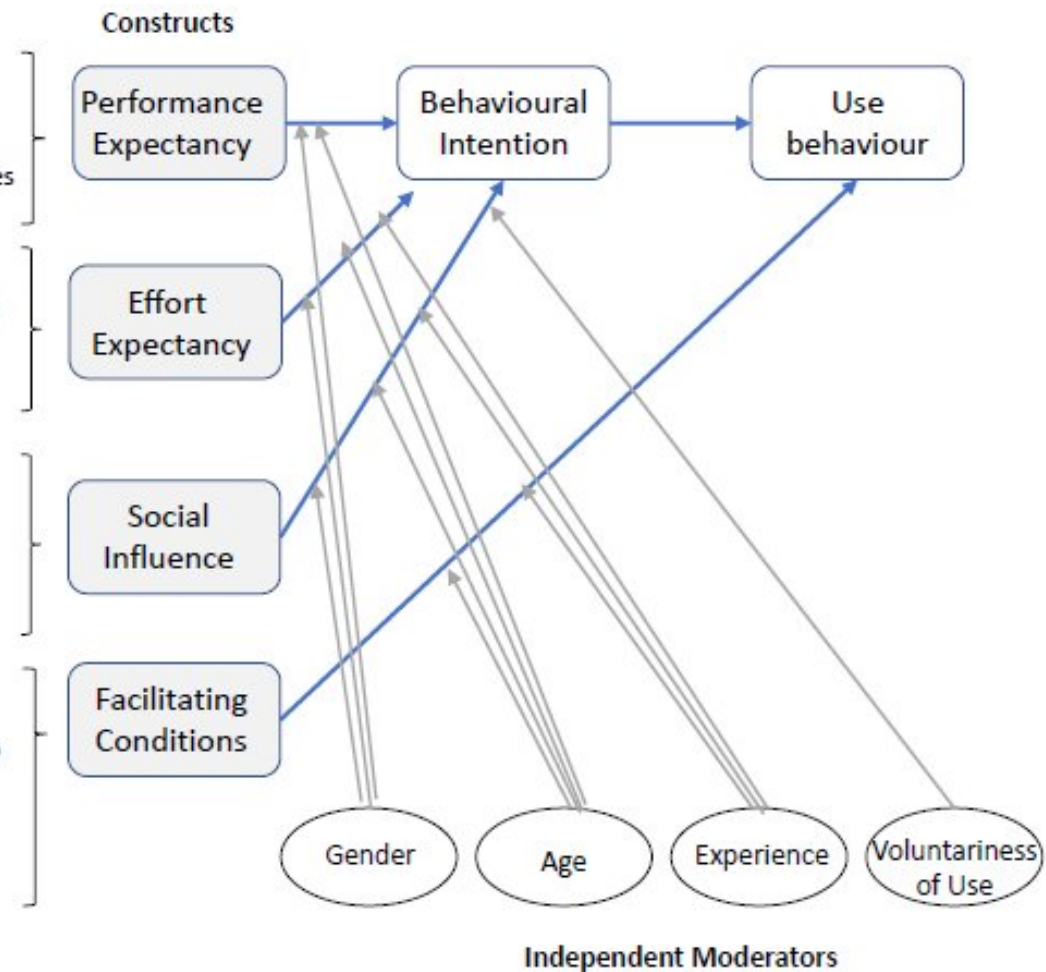 Constructs
Performance
Expectancy
Behavioural
Intention
Use
behaviour
es
Effort
Expectancy
Social
Influence
Facilitating
Conditions
Gender
Age
Experience
Voluntariness
of Use
Independent Moderators